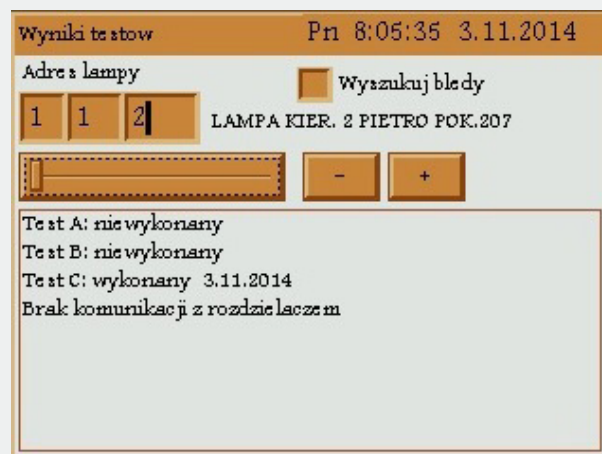 Wyniki testow Pn 8:05:35 3.11.2014
Adres lampy
Wyszukuj bledy
1 1 2
LAMPA KIER. 2 PIETRO POK.207
- +
Test A: niewykonany
Test B: niewykonany
Test C: wykonany 3.11.2014
Brak komunikacji z rozdzielaczem